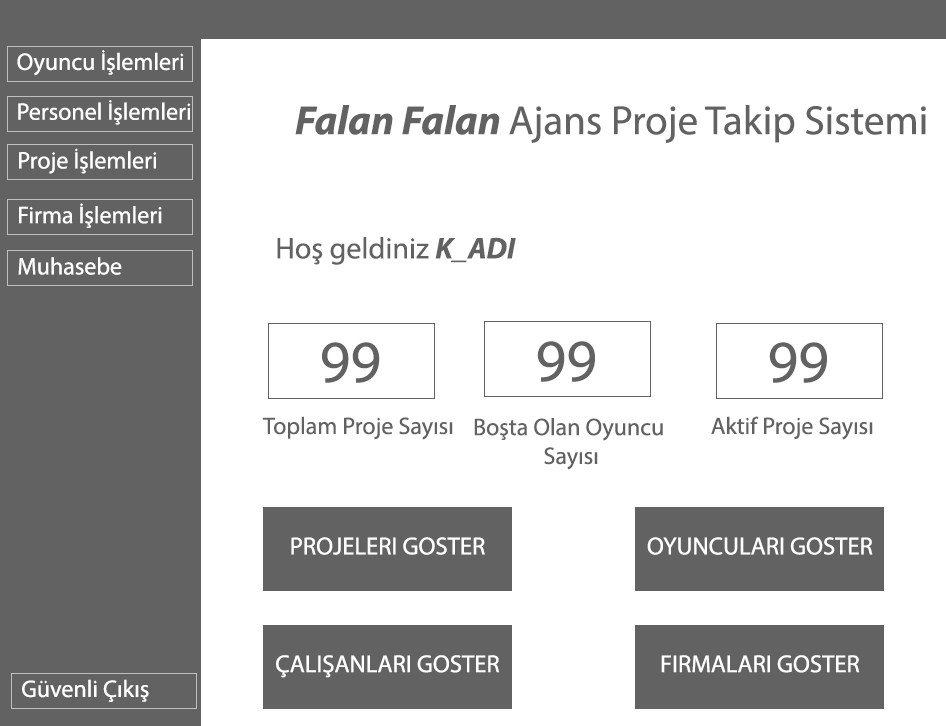 Oyuncu İşlemleri
Personel İşlemleri
Proje İşlemleri
Firma İşlemleri
Muhasebe
Güvenli Çıkış
Falan Falan Ajans Proje Takip Sistemi
Hoş geldiniz K_ADI
99
99
99
Toplam Proje Sayısı
Boşta Olan Oyuncu
Sayısı
Aktif Proje Sayısı
PROJELERI GOSTER
OYUNCULARI GOSTER
ÇALIŞANLARI GOSTER
FIRMALARI GOSTER